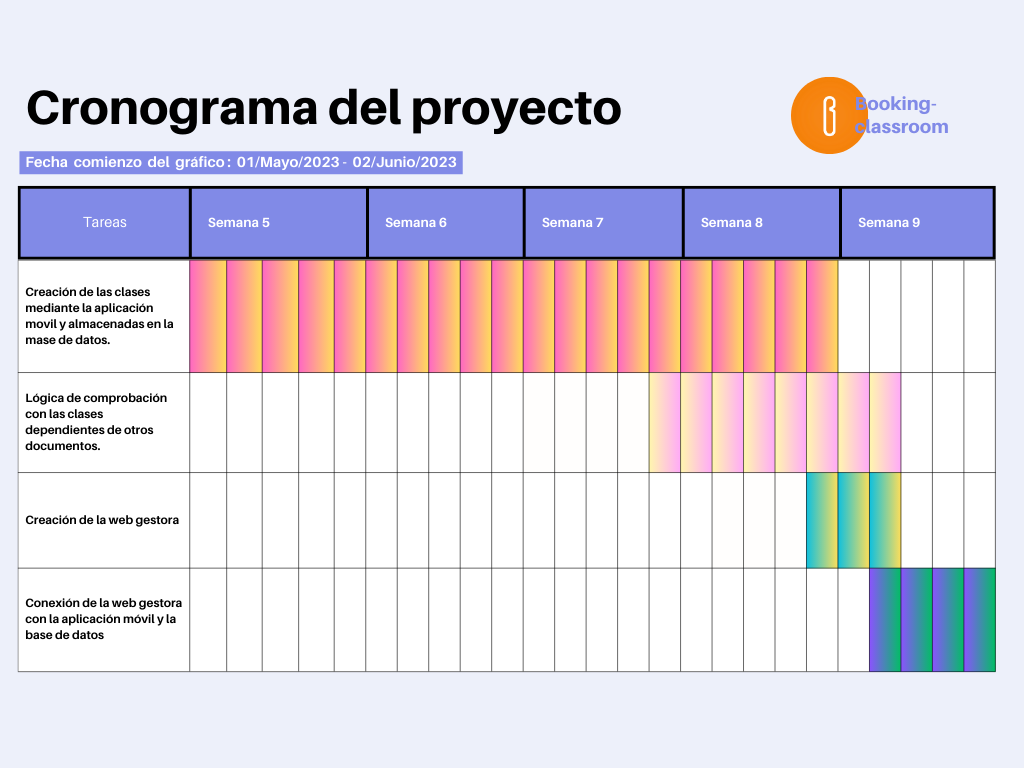 Cronograma del proyecto
Booking-
classroom
Fecha comienzo del gráfico: 01/Mayo/2023 - 02/Junio/2023
Tareas
Semana 5
Semana 6
Semana 7
Semana 8
Semana 9
Creación de las clases
mediante la aplicación
movil y almacenadas en la
mase de datos.
Lógica de comprobación
con las clases
dependientes de otros
documentos.
Creación de la web gestora
Conexión de la web gestora
con la aplicación móvil y la
base de datos